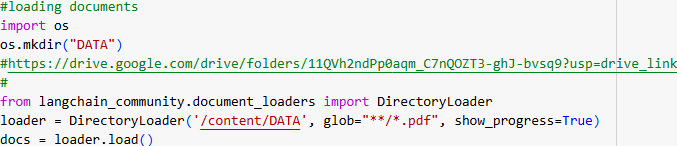 #loading documents
import os
os.mkdir("DATA")
#https://drive.google.com/drive/folders/11QVh2ndPp0aqm_C7nQOZT3-ghJ-bvsq9?usp=drive_link
#
from langchain_community.document_loaders import DirectoryLoader
loader = DirectoryLoader('/content/DATA', glob="**/*.pdf", show_progress=True)
docs = loader.load()